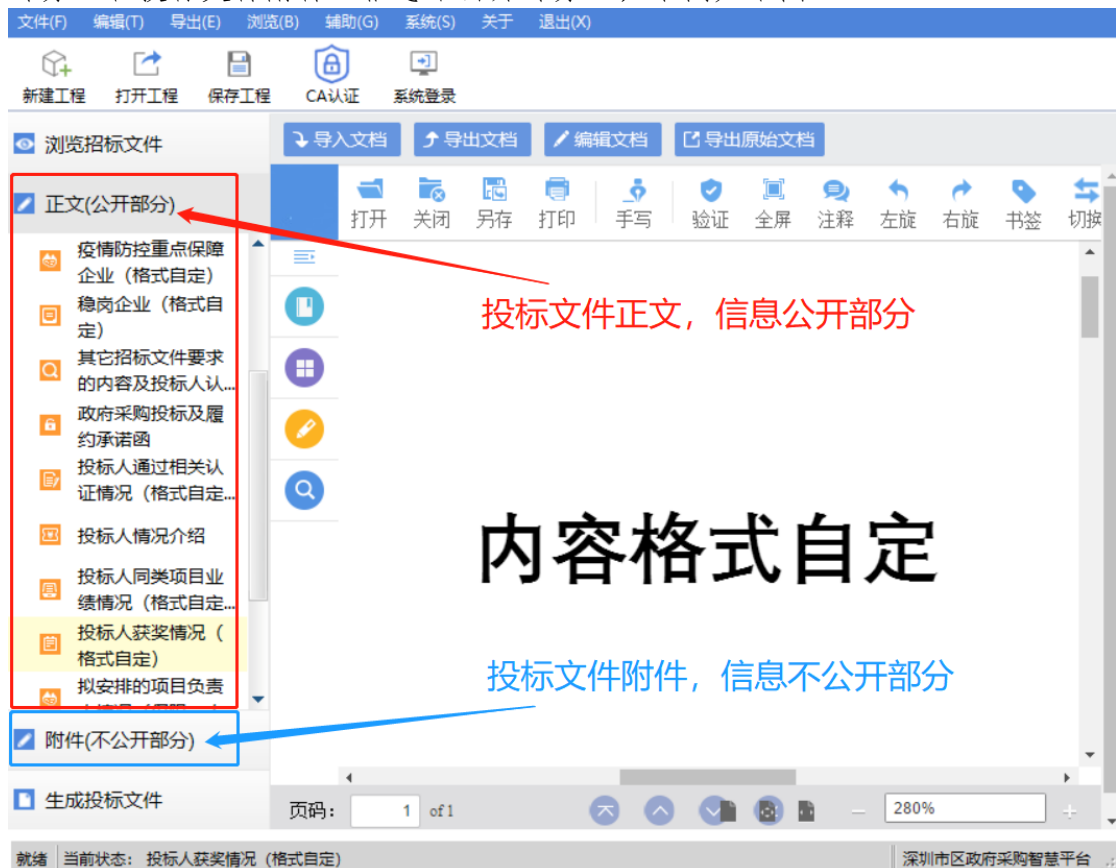 文件(F) 编辑(T) 导出(E) 浏览(B) 辅助(G) 系统(S) 关于 退出(X)
新建工程 打开工程 保存工程 CA认证 系统登录
浏览招标文件
导入文档 导出文档 编辑文档 导出原始文档
正文(公开部分)
打开 关闭 另存 打印 手写 验证 全屏 注释 左旋 右旋 书签 切换
疫情防控重点保障
企业（格式自定）
稳岗企业（格式自
定）
其它招标文件要求
的内容及投标人认...
政府采购投标及履
约承诺函
投标人通过相关认
证情况（格式自定...
投标人情况介绍
投标人同类项目业
绩情况（格式自定...
投标人获奖情况（
格式自定）
拟安排的项目负责
投标文件正文，信息公开部分
内容格式自定
投标文件附件，信息不公开部分
附件(不公开部分)
生成投标文件
页码： 1 of 1 280%
就绪 当前状态： 投标人获奖情况（格式自定） 深圳市区政府采购智慧平台